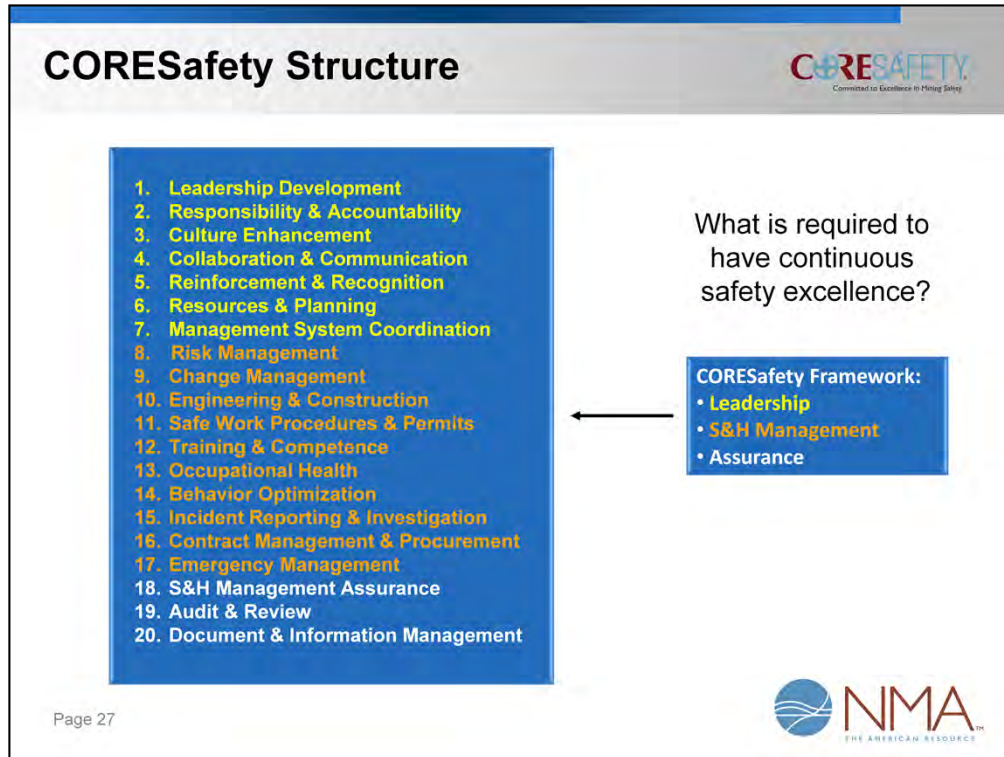 CORESafety Structure
CORESAFETY
Committed to Excellence in Mining Safety
1. Leadership Development
2. Responsibility & Accountability
3. Culture Enhancement
4. Collaboration & Communication
5. Reinforcement & Recognition
6. Resources & Planning
7. Management System Coordination
8. Risk Management
9. Change Management
10. Engineering & Construction
11. Safe Work Procedures & Permits
12. Training & Competence
13. Occupational Health
14. Behavior Optimization
15. Incident Reporting & Investigation
16. Contract Management & Procurement
17. Emergency Management
18. S&H Management Assurance
19. Audit & Review
20. Document & Information Management
What is required to
have continuous
safety excellence?
CORESafety Framework:
• Leadership
• S&H Management
• Assurance
Page 27
NMA™
THE AMERICAN RESOURCE